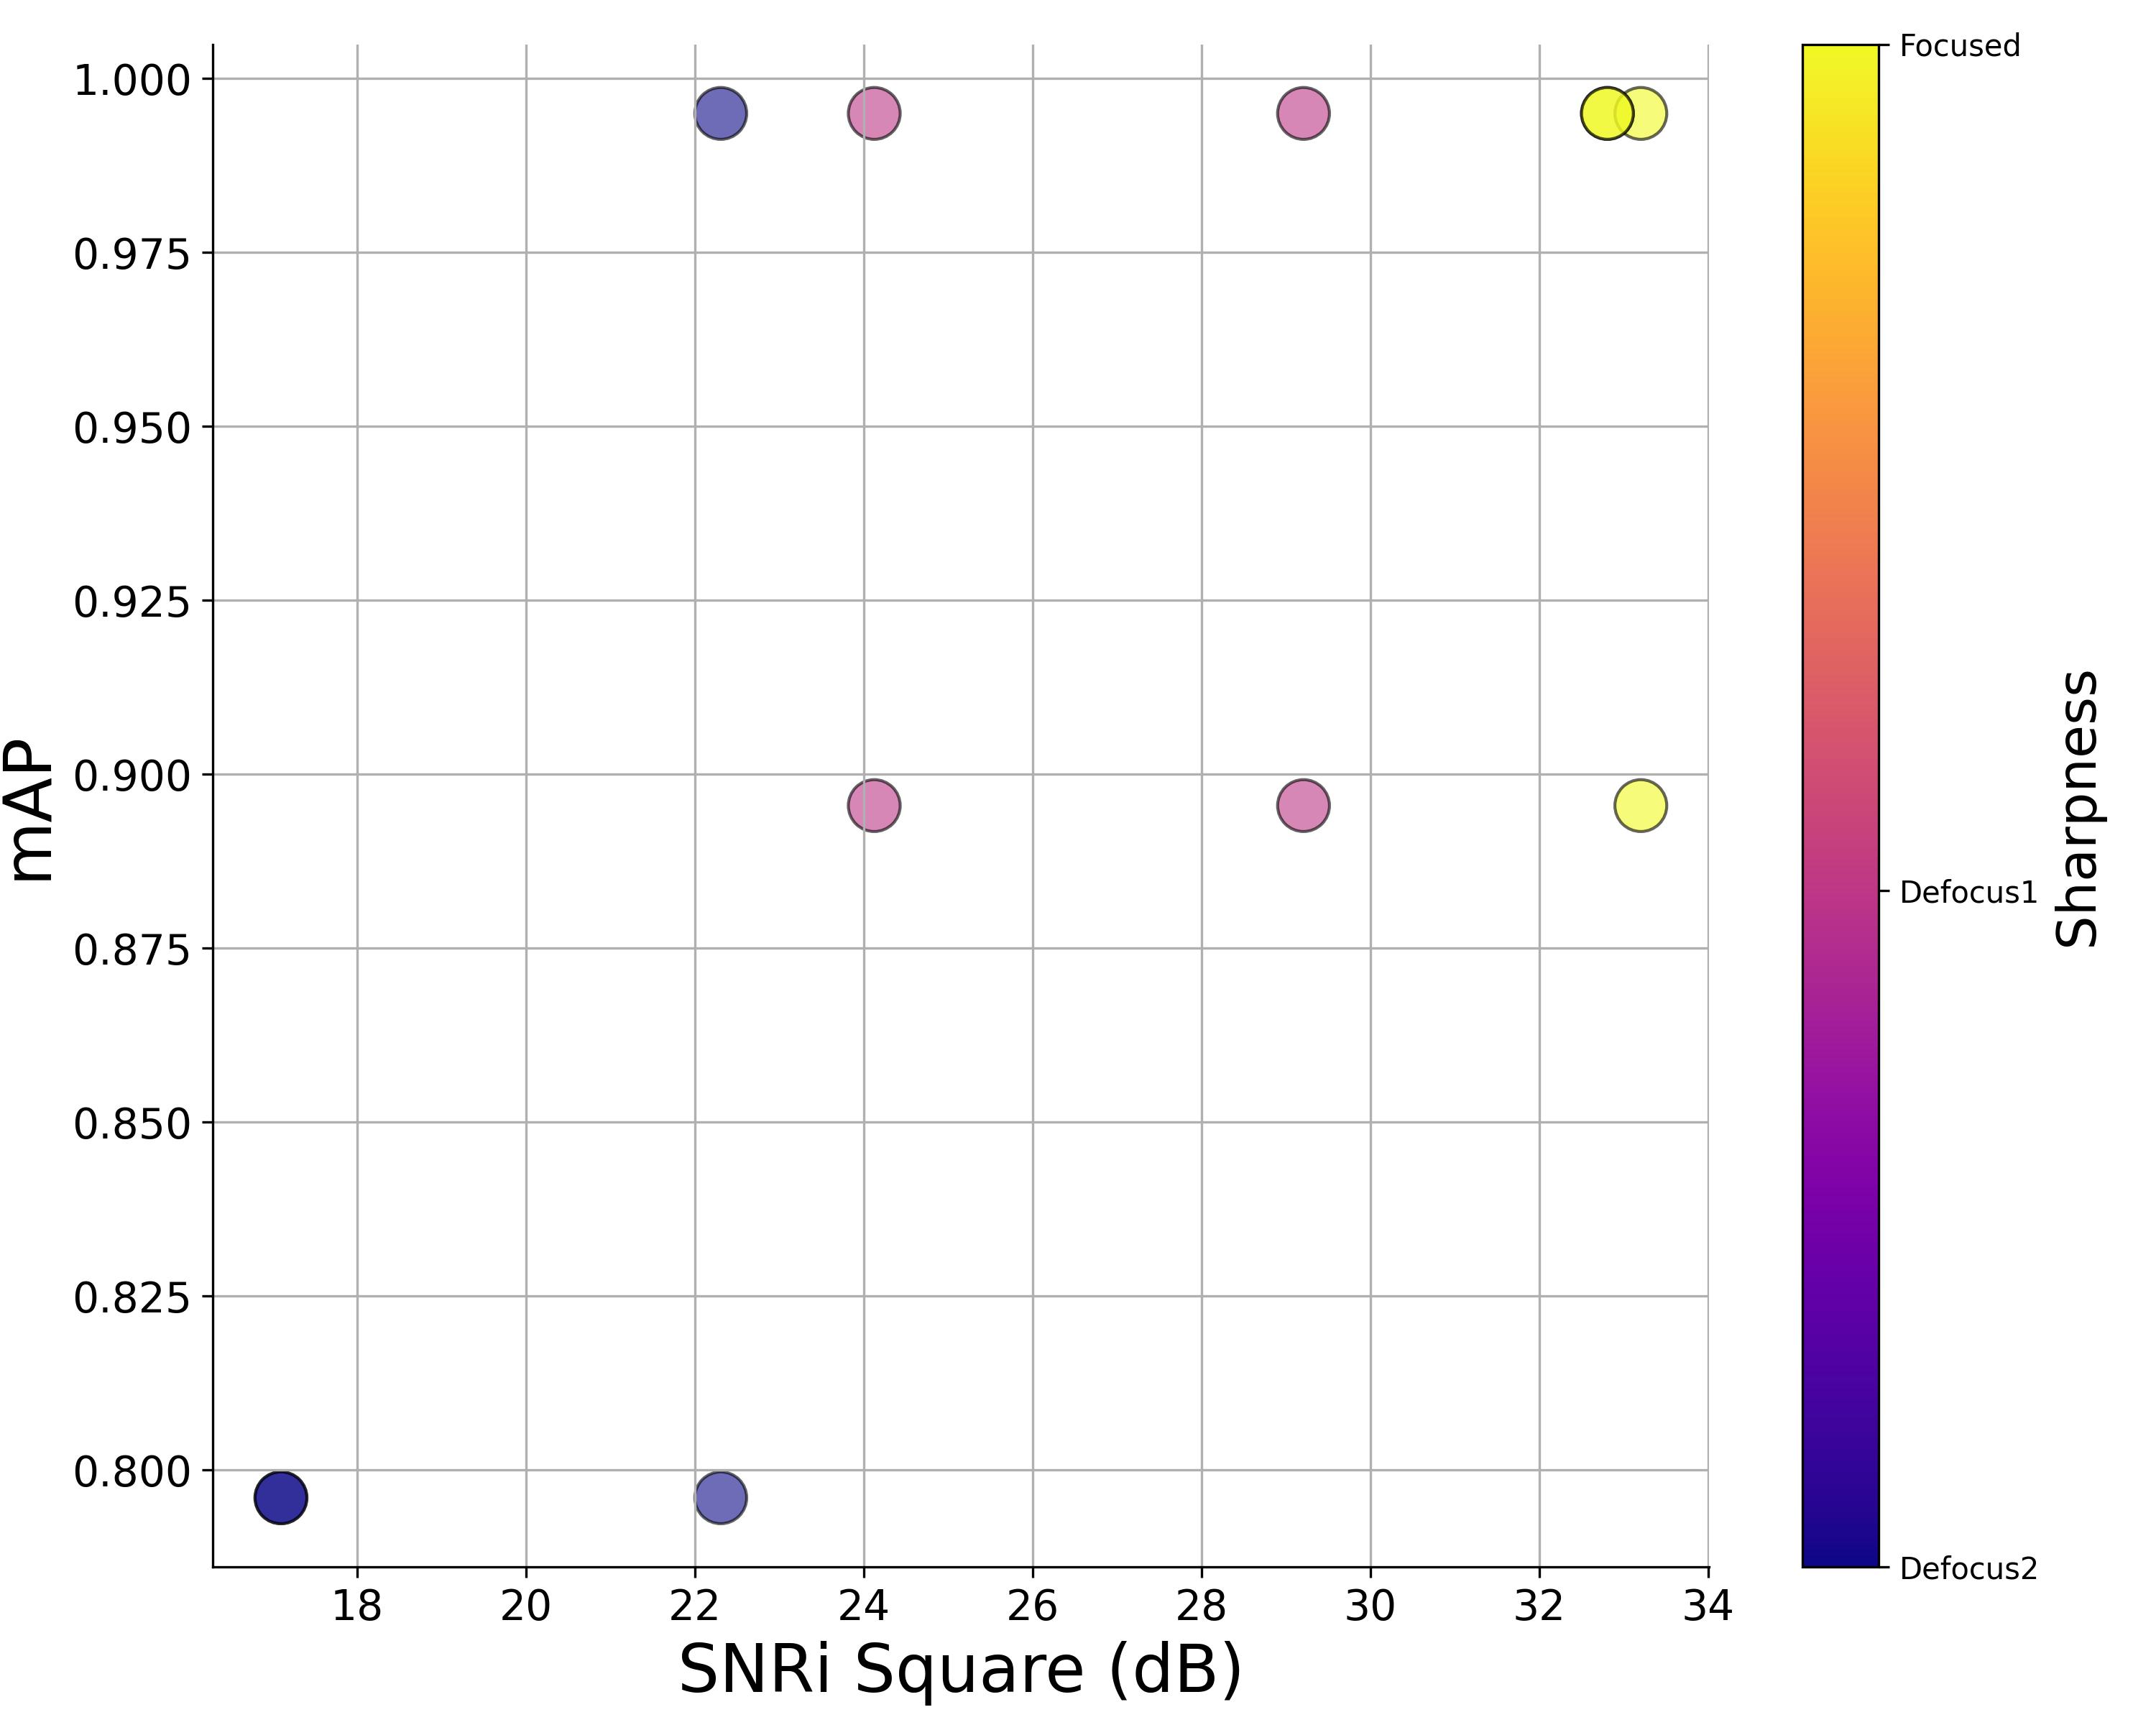 1.000
0.975
0.950
0.925
0.900
0.875
0.850
0.825
0.800
mAP
18 20 22 24 26 28 30 32 34
SNRi Square (dB)
Focused
Defocus1
Defocus2
Sharpness